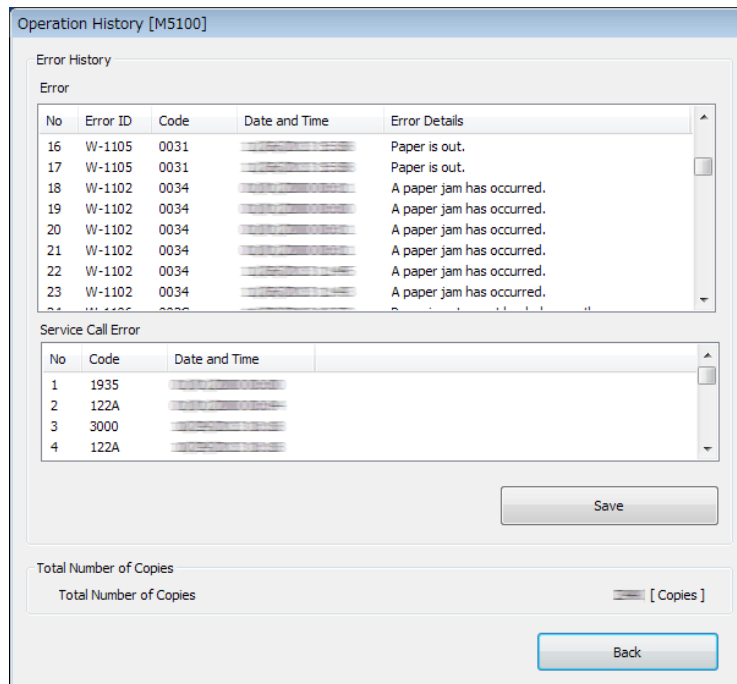 Operation History [M5100]
Error History
Error
No Error ID Code Date and Time Error Details
16 W-1105 0031 Paper is out.
17 W-1105 0031 Paper is out.
18 W-1102 0034 A paper jam has occurred.
19 W-1102 0034 A paper jam has occurred.
20 W-1102 0034 A paper jam has occurred.
21 W-1102 0034 A paper jam has occurred.
22 W-1102 0034 A paper jam has occurred.
23 W-1102 0034 A paper jam has occurred.
Service Call Error
No Code Date and Time
1 1935
2 122A
3 3000
4 122A
Save
Total Number of Copies
Total Number of Copies [ Copies ]
Back